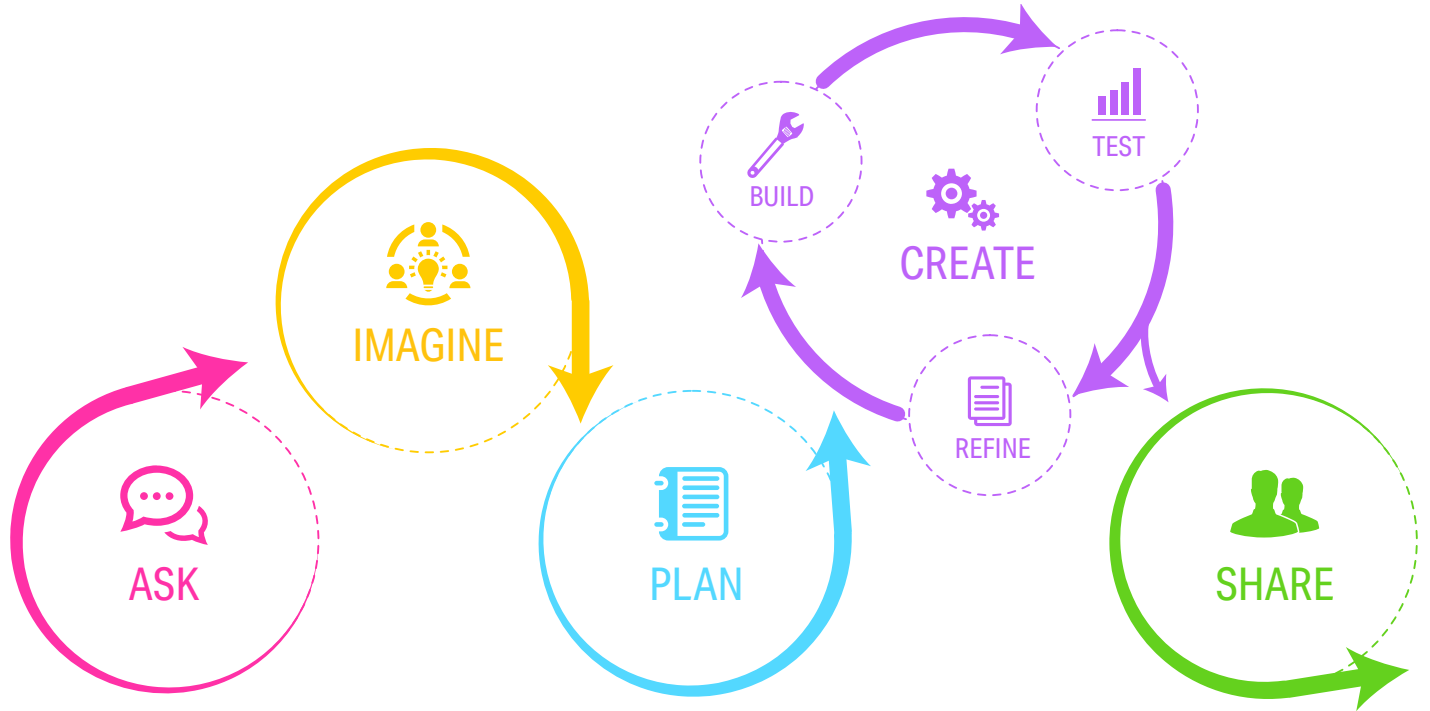 ASK
IMAGINE
PLAN
CREATE
BUILD
TEST
REFINE
SHARE